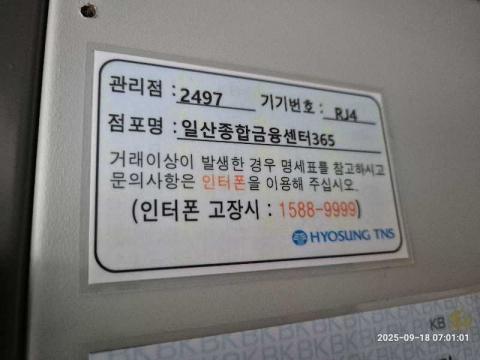 관리점 : 2497 기기번호 : RJ4
점포명 : 일산종합금융센터365
거래이상이 발생한 경우 명세표를 참고하시고
문의사항은 인터폰을 이용해 주십시오.
(인터폰 고장시 : 1588-9999)
HYOSUNG TNS
KB
2025-09-18 07:01:01